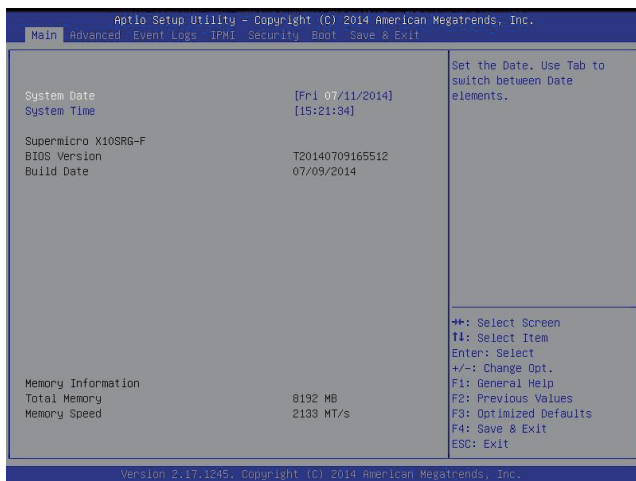 Aptio Setup Utility - Copyright (C) 2014 American Megatrends, Inc.
Main Advanced Event Logs IPMI Security Boot Save & Exit
System Date [Fri 07/11/2014]
System Time [15:21:34]
Supermicro X10SRG-F
BIOS Version T20140709165512
Build Date 07/09/2014
Memory Information
Total Memory 8192 MB
Memory Speed 2133 MT/s
Set the Date. Use Tab to
switch between Date
elements.
→←: Select Screen
↑↓: Select Item
Enter: Select
+/-: Change Opt.
F1: General Help
F2: Previous Values
F3: Optimized Defaults
F4: Save & Exit
ESC: Exit
Version 2.17.1245. Copyright (C) 2014 American Megatrends, Inc.